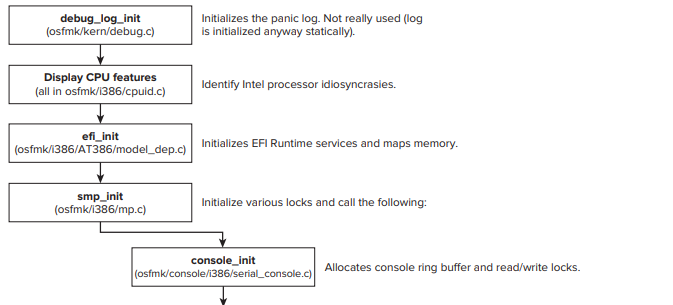 debug_log_init
(osfmk/kern/debug.c)
Initializes the panic log. Not really used (log
is initialized anyway statically).
Display CPU features
(all in osfmk/i386/cpuid.c)
Identify Intel processor idiosyncrasies.
efi_init
(osfmk/i386/AT386/model_dep.c)
Initializes EFI Runtime services and maps memory.
smp_init
(osfmk/i386/mp.c)
Initialize various locks and call the following:
console_init
(osfmk/console/i386/serial_console.c)
Allocates console ring buffer and read/write locks.